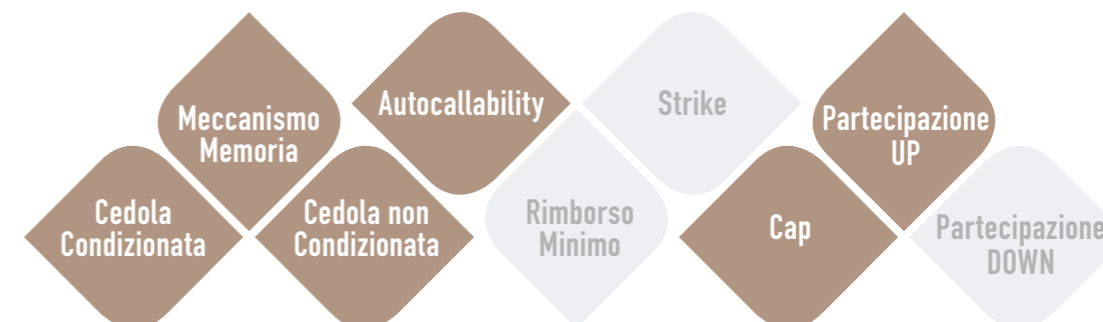 Meccanismo
Memoria
Autocallability
Strike
Partecipazione
UP
Cedola
Condizionata
Cedola non
Condizionata
Rimborso
Minimo
Cap
Partecipazione
DOWN